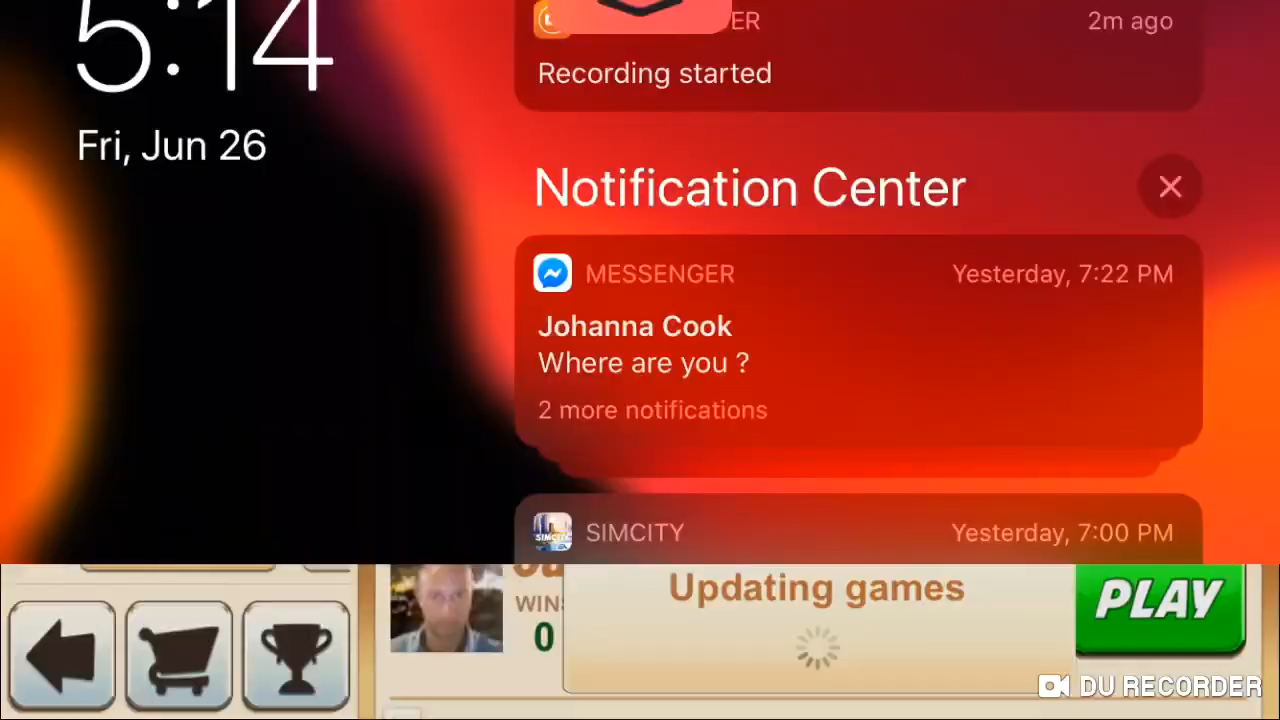 5:14
Fri, Jun 26
ER
2m ago
Recording started
Notification Center
MESSENGER
Yesterday, 7:22 PM
Johanna Cook
Where are you ?
2 more notifications
SIMCITY
Yesterday, 7:00 PM
Updating games
WINS
0
PLAY
DU RECORDER